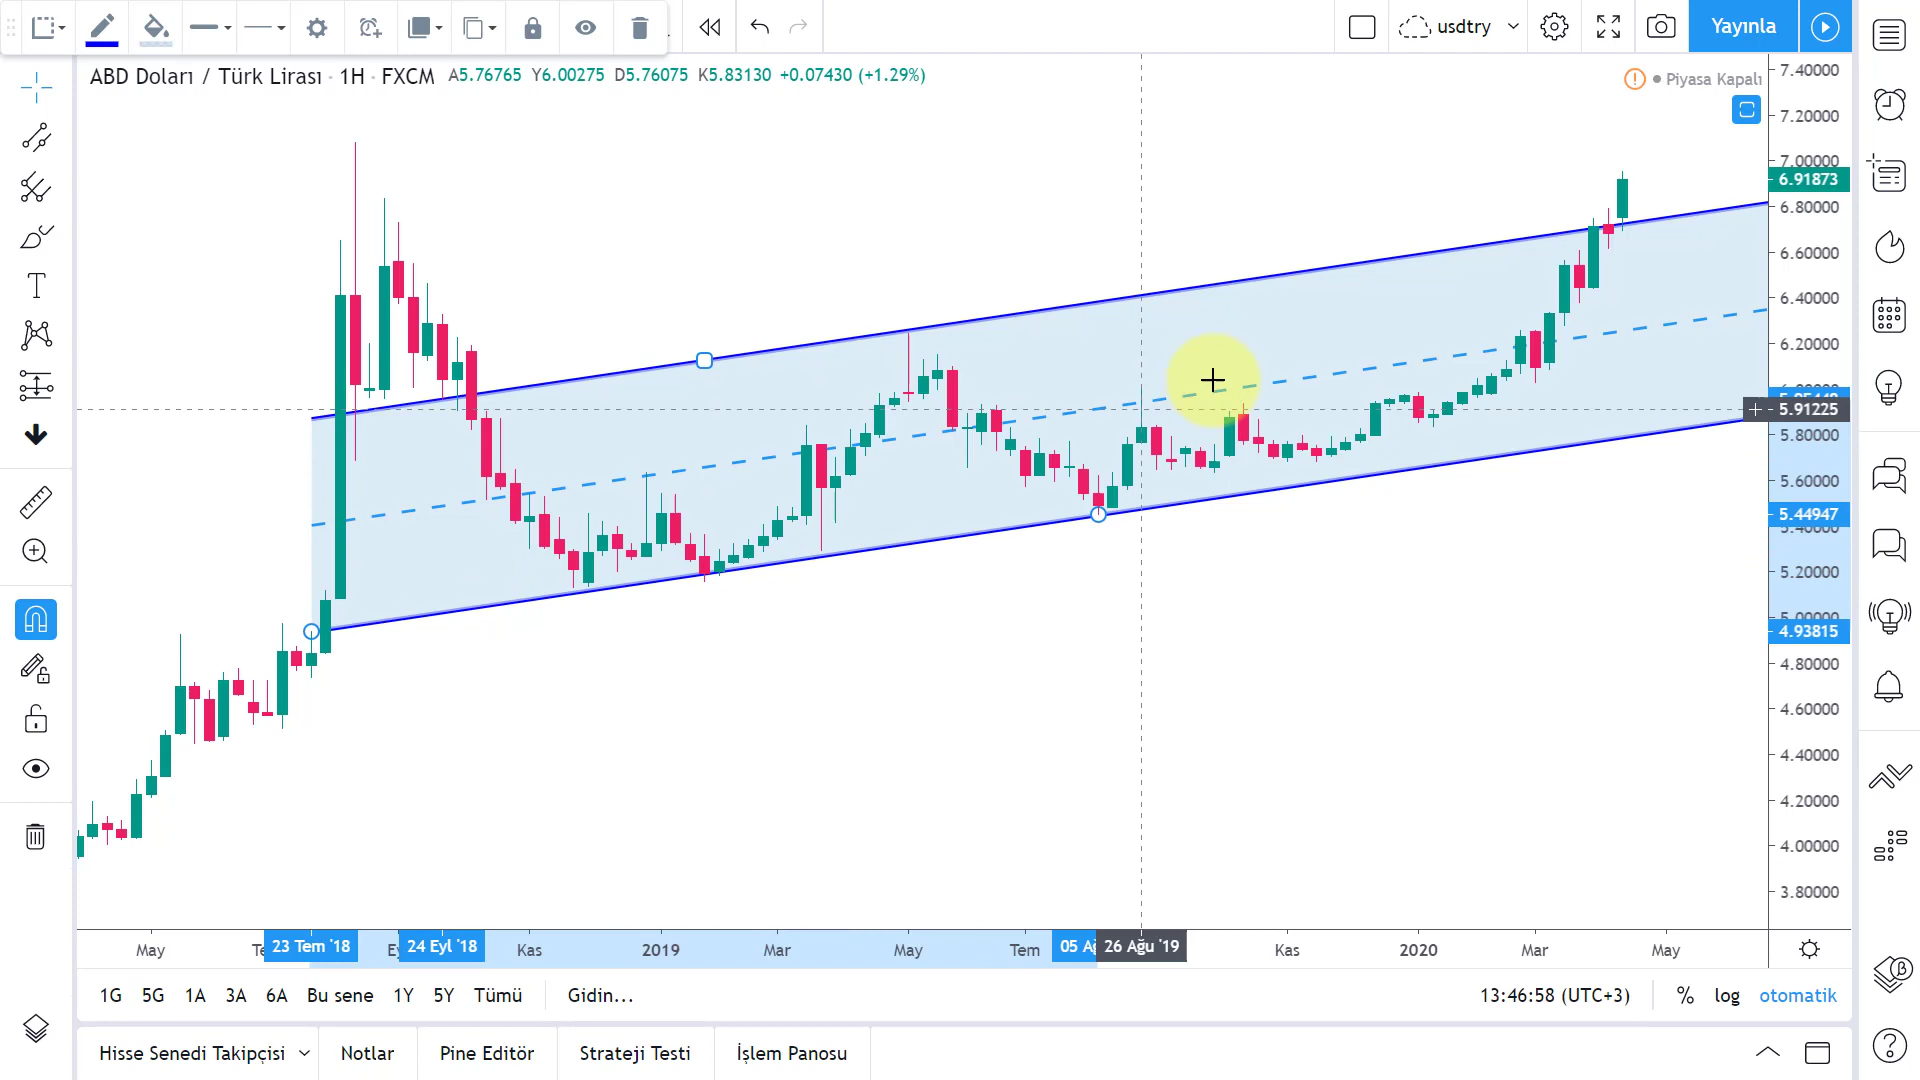 usdtry
Yayınla
ABD Doları / Türk Lirası · 1H · FXCM A5.76765 Y6.00275 D5.76075 K5.83130 +0.07430 (+1.29%)
Piyasa Kapalı
7.40000
7.20000
7.00000
6.91873
6.80000
6.60000
6.40000
6.20000
5.91225
5.80000
5.60000
5.44947
5.20000
4.93815
4.80000
4.60000
4.40000
4.20000
4.00000
3.80000
May 23 Tem '18 24 Eyl '18 Kas 2019 Mar May Tem 05 26 Ağu '19 Kas 2020 Mar May
1G 5G 1A 3A 6A Bu sene 1Y 5Y Tümü Gidin... 13:46:58 (UTC+3) % log otomatik
Hisse Senedi Takipçisi Notlar Pine Editör Strateji Testi İşlem Panosu